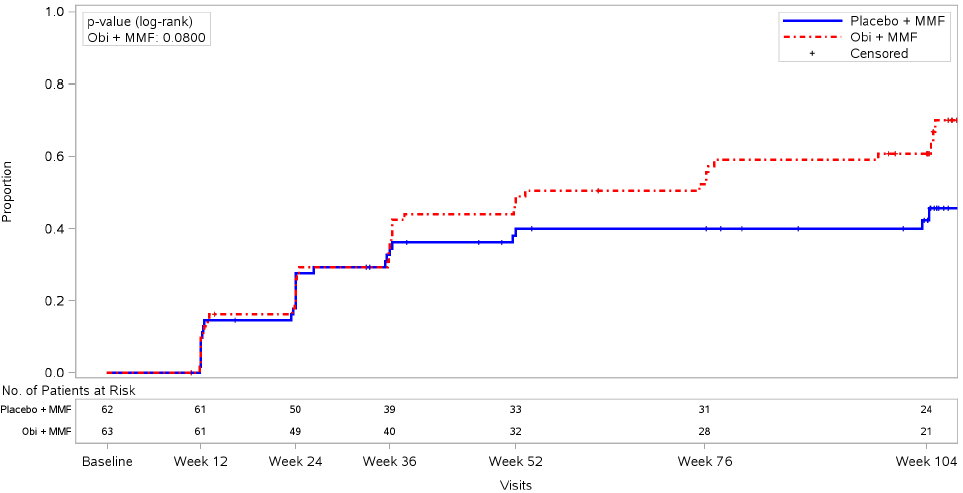 p-value (log-rank)
Obi + MMF: 0.0800
Placebo + MMF
Obi + MMF
Censored
1.0
0.8
0.6
0.4
0.2
0.0
Proportion
No. of Patients at Risk
Placebo + MMF 62 61 50 39 33 31 24
Obi + MMF 63 61 49 40 32 28 21
Baseline Week 12 Week 24 Week 36 Week 52 Week 76 Week 104
Visits